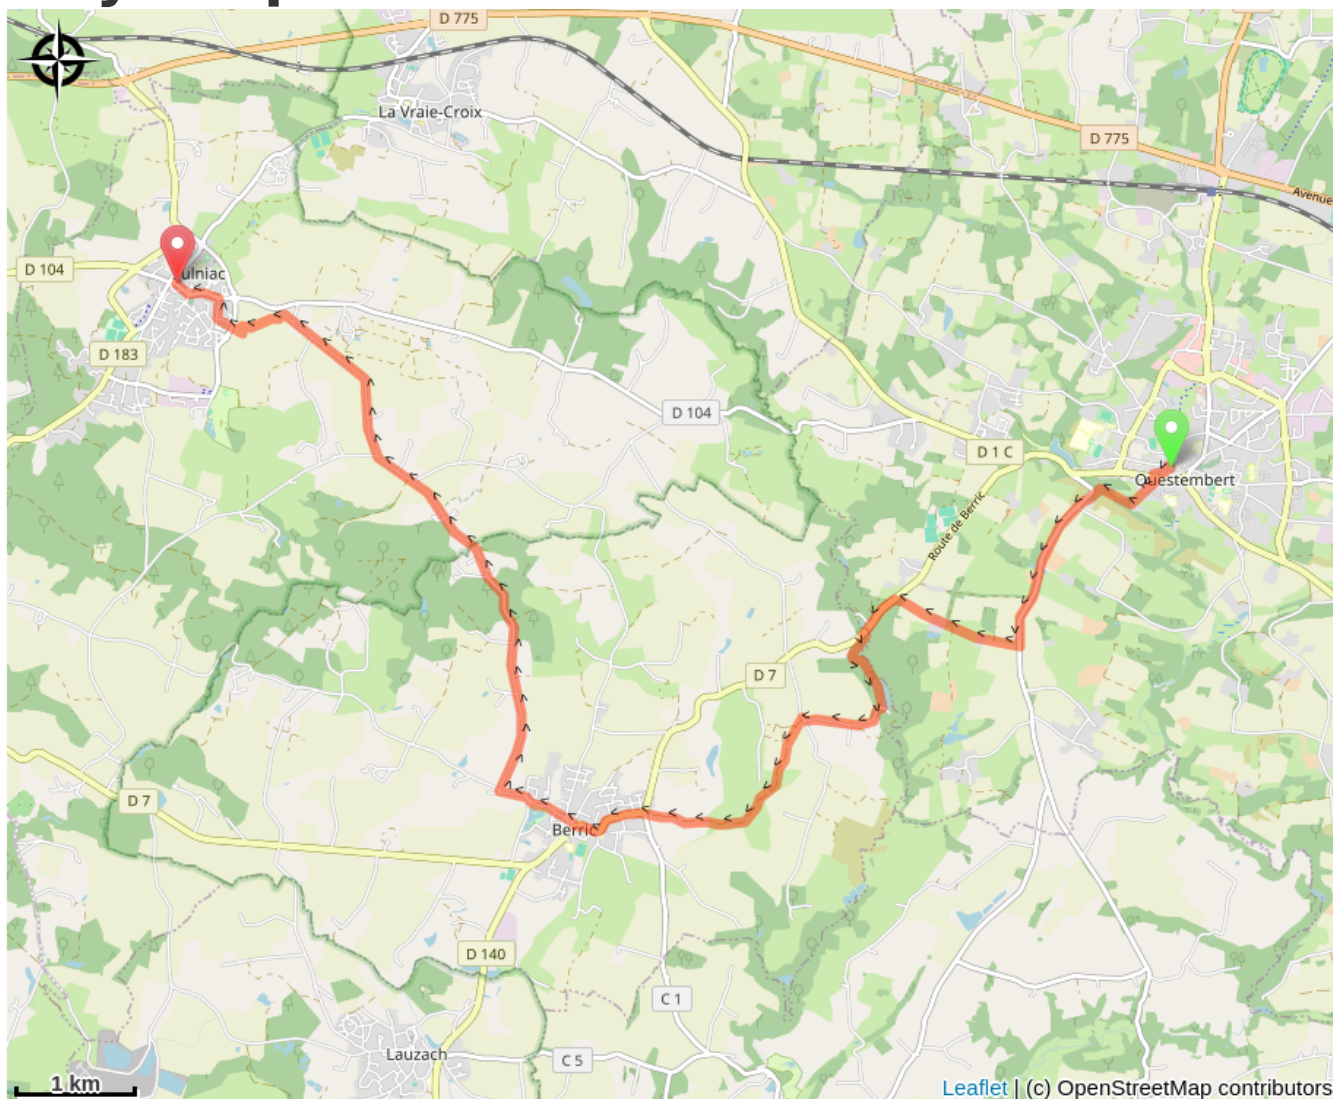 D 775
La Vraie-Croix
D 775
Avenue
D 104
ulniac
D 183
D 104
D 1 C
Questembert
Route de Berric
D 7
D 7
Berric
D 140
C 1
Lauzach
C 5
1 km
Leaflet | (c) OpenStreetMap contributors